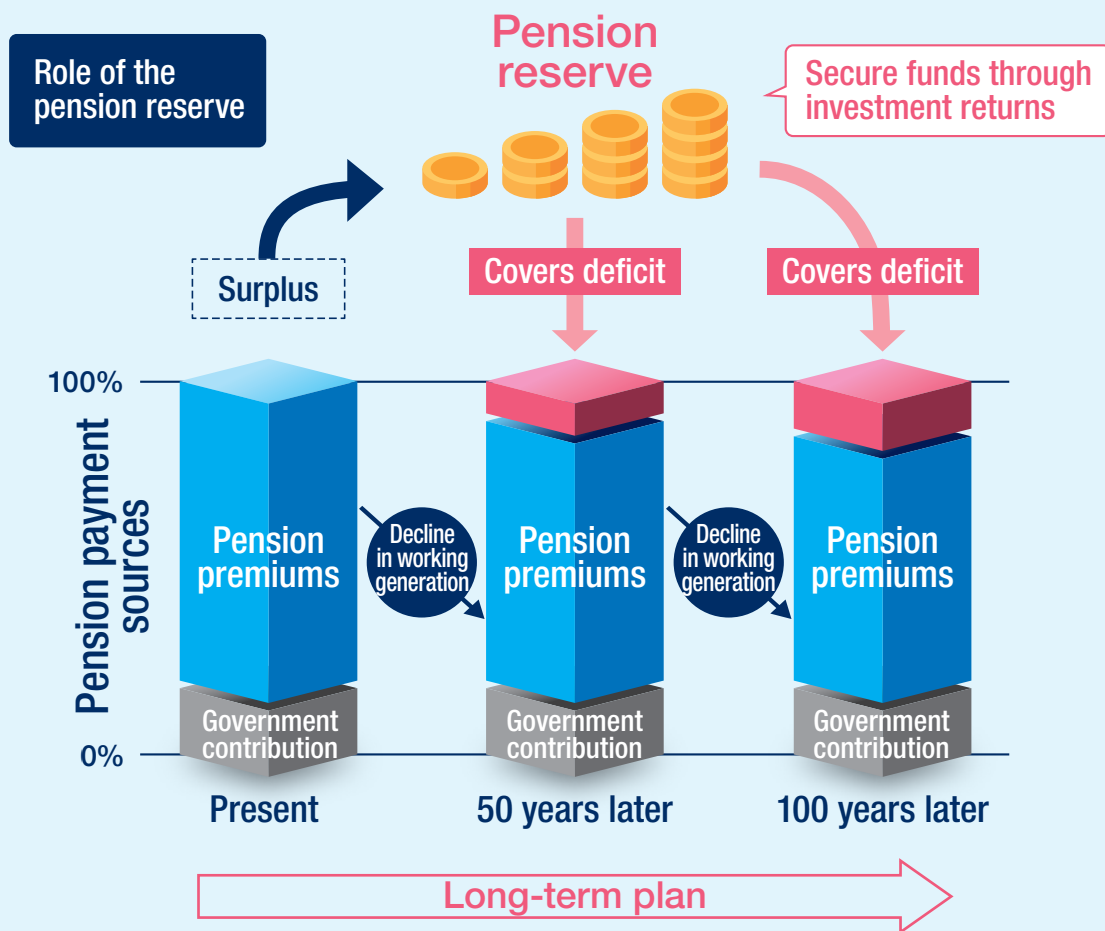 Role of the
pension reserve
Pension
reserve
Secure funds through
investment returns
Surplus
Covers deficit
Covers deficit
100%
Pension payment
sources
0%
Pension
premiums
Government
contribution
Decline
in working
generation
Pension
premiums
Government
contribution
Decline
in working
generation
Pension
premiums
Government
contribution
Present
50 years later
100 years later
Long-term plan